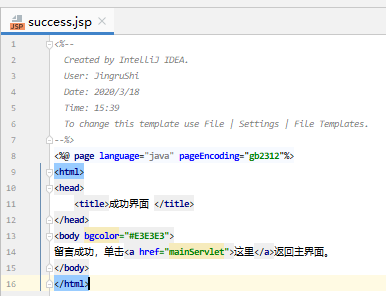 success.jsp
1 <%--
2 Created by IntelliJ IDEA.
3 User: JingruShi
4 Date: 2020/3/18
5 Time: 15:39
6 To change this template use File | Settings | File Templates.
7 --%>
8 <%@ page language="java" pageEncoding="gb2312"%>
9 <html>
10 <head>
11 <title>成功界面 </title>
12 </head>
13 <body bgcolor="#E3E3E3">
14 留言成功，单击<a href="mainServlet">这里</a>返回主界面。
15 </body>
16 </html>